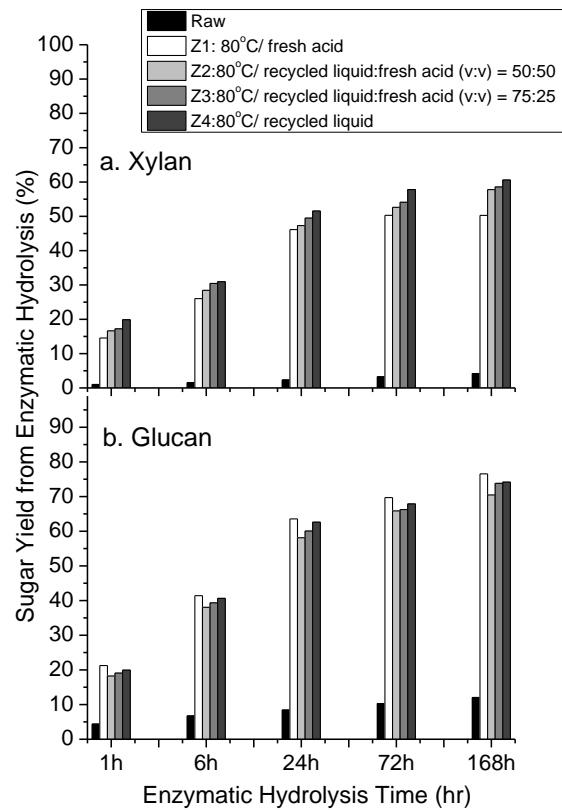 Raw
Z1: 80°C/ fresh acid
Z2:80°C/ recycled liquid:fresh acid (v:v) = 50:50
Z3:80°C/ recycled liquid:fresh acid (v:v) = 75:25
Z4:80°C/ recycled liquid
100
90
80
70
60
50
40
30
20
10
0
a. Xylan
Sugar Yield from Enzymatic Hydrolysis (%)
b. Glucan
90
80
70
60
50
40
30
20
10
0
1h 6h 24h 72h 168h
Enzymatic Hydrolysis Time (hr)